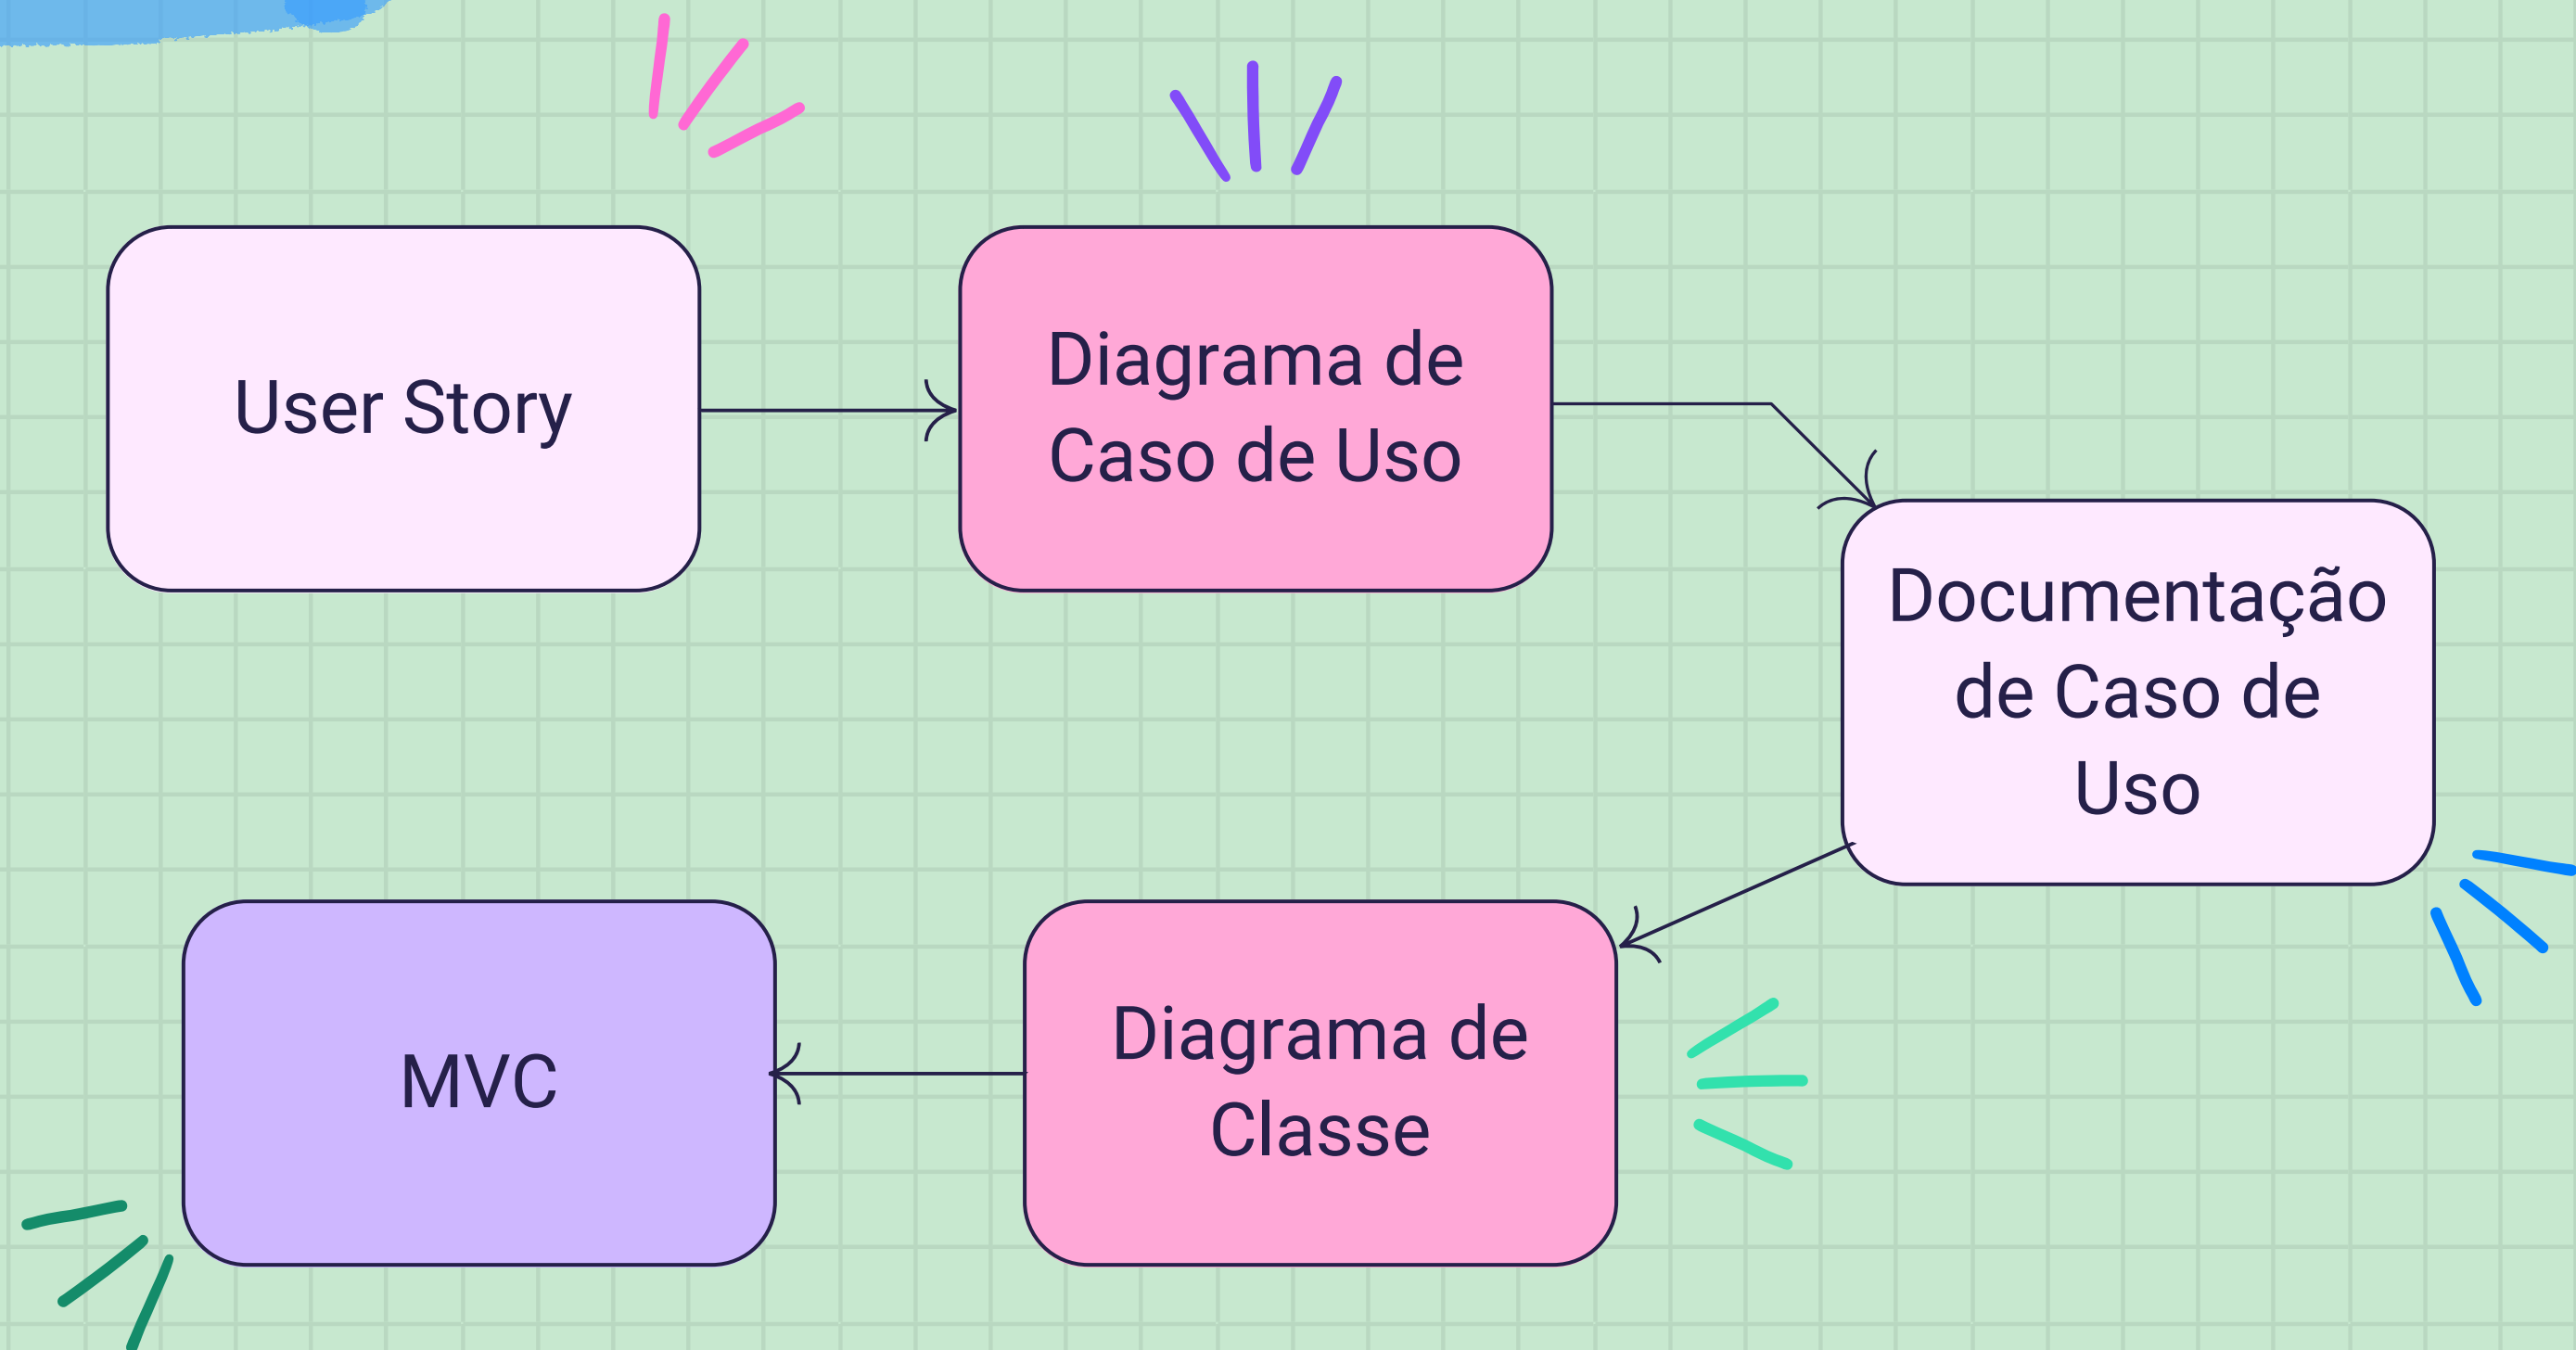 User Story
Diagrama de
Caso de Uso
Documentação
de Caso de
Uso
Diagrama de
Classe
MVC